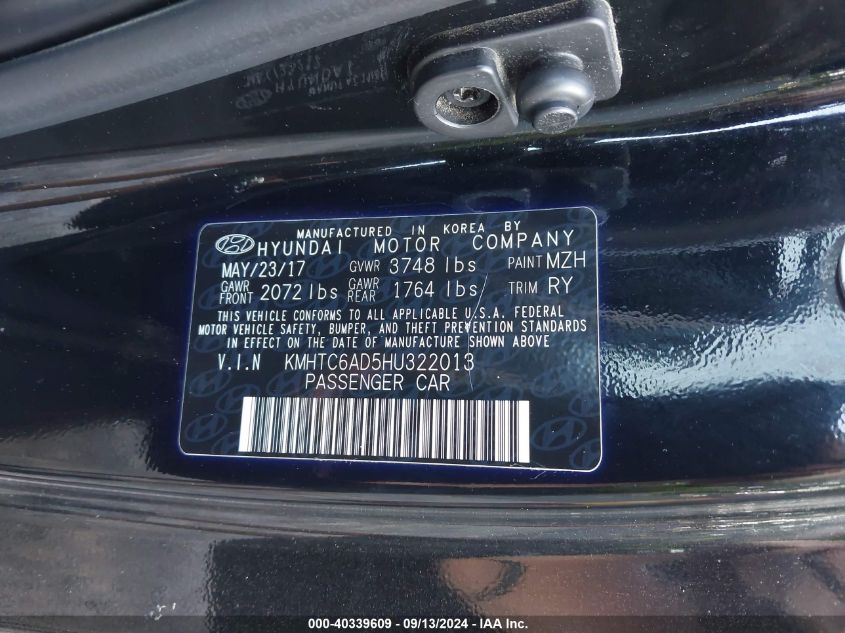 MANUFACTURED IN KOREA BY
HYUNDAI MOTOR COMPANY
MAY/23/17 GVWR 3748 lbs PAINT MZH
GAWR FRONT 2072 lbs GAWR REAR 1764 lbs TRIM RY
THIS VEHICLE CONFORMS TO ALL APPLICABLE U.S.A. FEDERAL
MOTOR VEHICLE SAFETY, BUMPER, AND THEFT PREVENTION STANDARDS
IN EFFECT ON THE DATE OF MANUFACTURE SHOWN ABOVE
V.I.N KMHTC6AD5HU322013
PASSENGER CAR
000-40339609 - 09/13/2024 - IAA Inc.